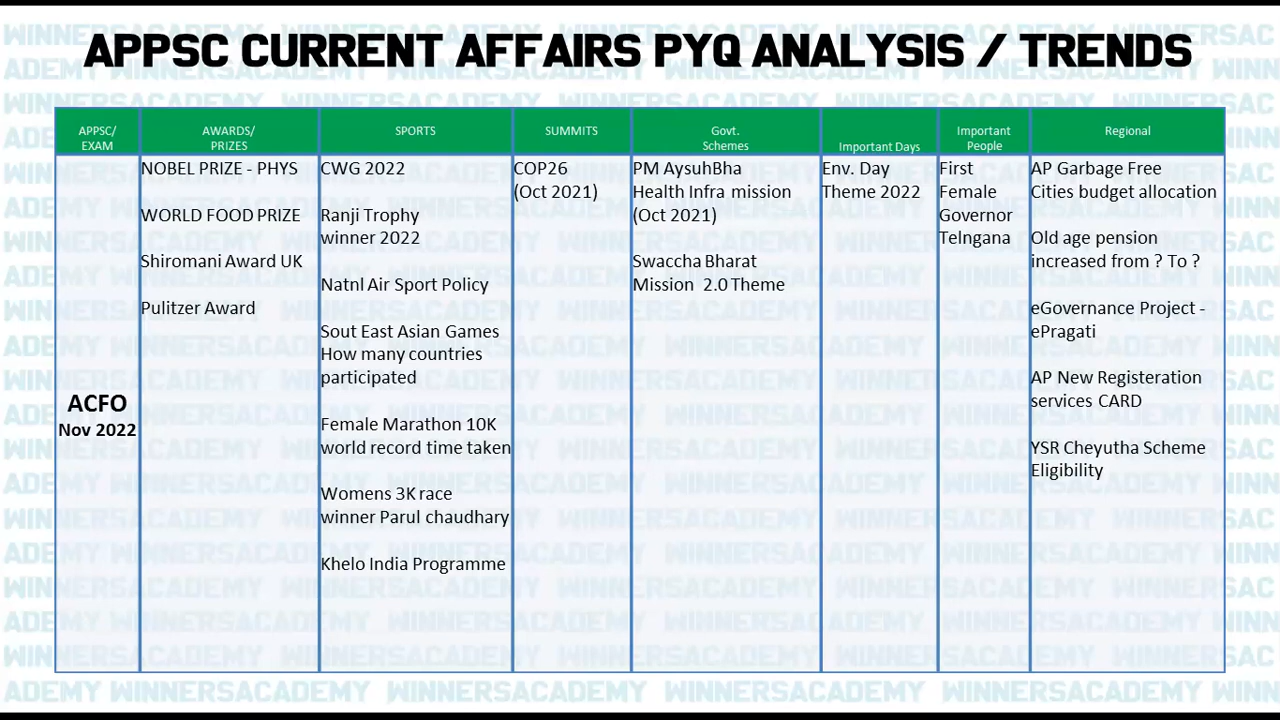 APPSC CURRENT AFFAIRS PYQ ANALYSIS / TRENDS
APPSC/
EXAM
AWARDS/
PRIZES
SPORTS
SUMMITS
Govt.
Schemes
Important Days
Important
People
Regional
ACFO
Nov 2022
NOBEL PRIZE - PHYS
WORLD FOOD PRIZE
Shiromani Award UK
Pulitzer Award
CWG 2022
Ranji Trophy
winner 2022
Natnl Air Sport Policy
Sout East Asian Games
How many countries
participated
Female Marathon 10K
world record time taken
Womens 3K race
winner Parul chaudhary
Khelo India Programme
COP26
(Oct 2021)
PM AysuhBha
Health Infra mission
(Oct 2021)
Swaccha Bharat
Mission 2.0 Theme
Env. Day
Theme 2022
First
Female
Governor
Telngana
AP Garbage Free
Cities budget allocation
Old age pension
increased from ? To ?
eGovernance Project -
ePragati
AP New Registeration
services CARD
YSR Cheyutha Scheme
Eligibility
WINNERSACADEMY